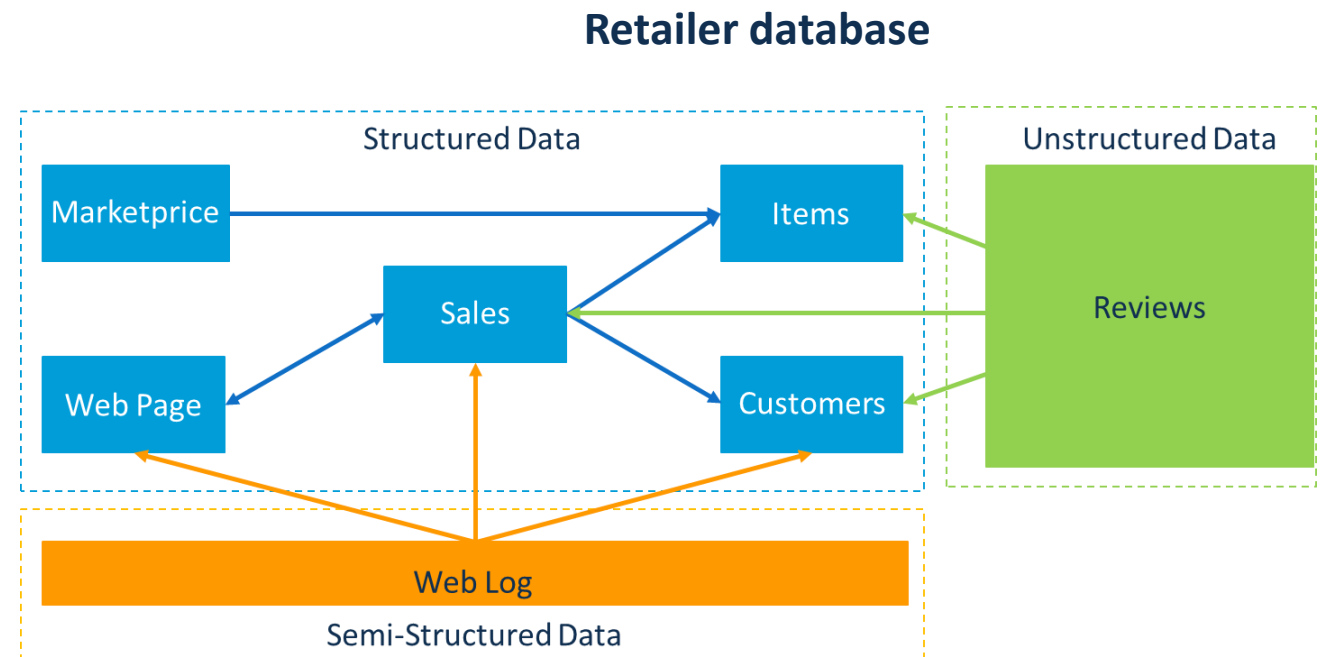 Retailer database
Structured Data
Unstructured Data
Marketprice
Items
Sales
Reviews
Web Page
Customers
Web Log
Semi-Structured Data